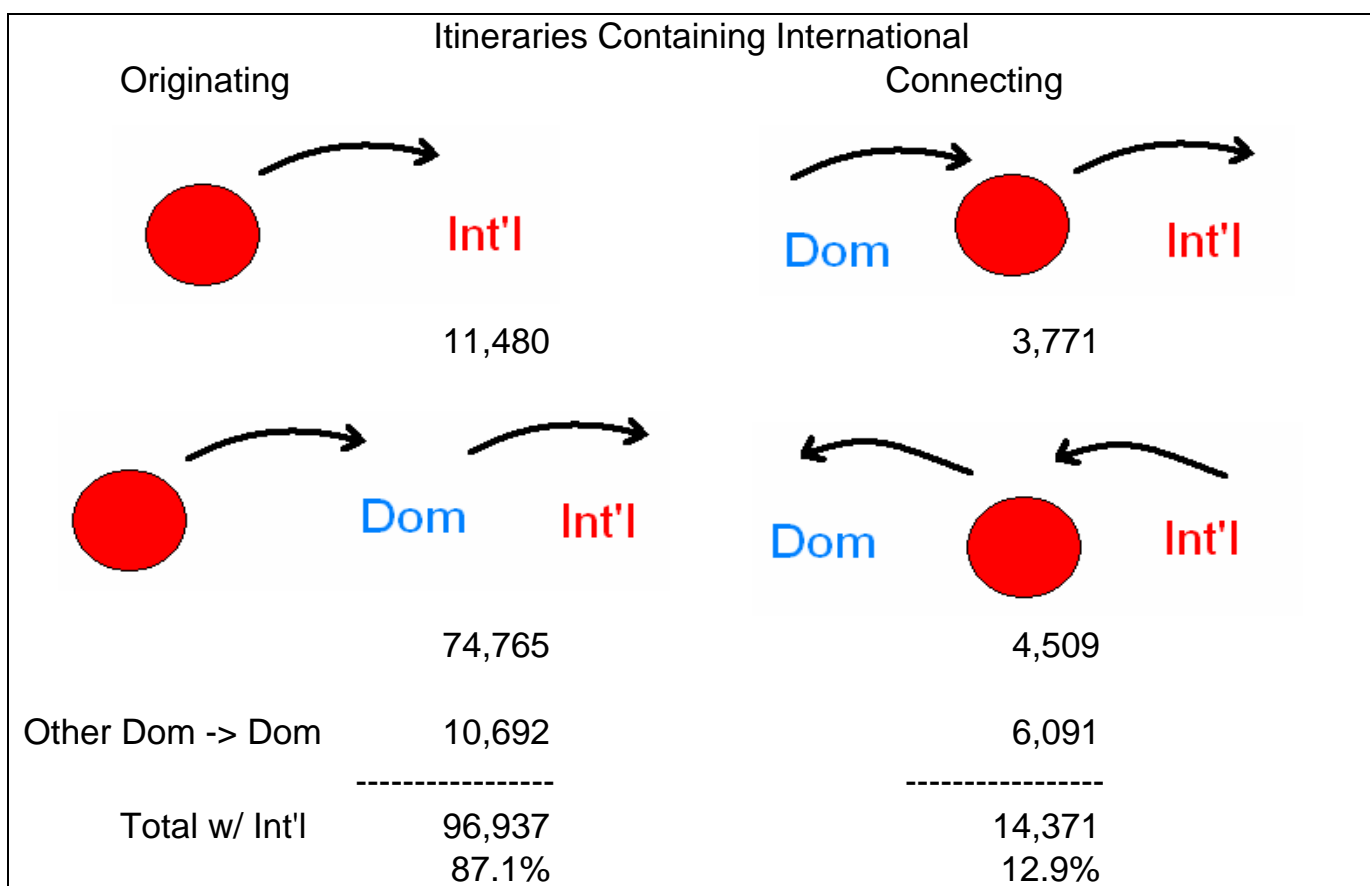 Itineraries Containing International
Originating Connecting
Int'l Dom Int'l
11,480 3,771
Dom Int'l Dom Int'l
74,765 4,509
Other Dom -> Dom 10,692 6,091
----------------- -----------------
Total w/ Int'l 96,937 14,371
87.1% 12.9%